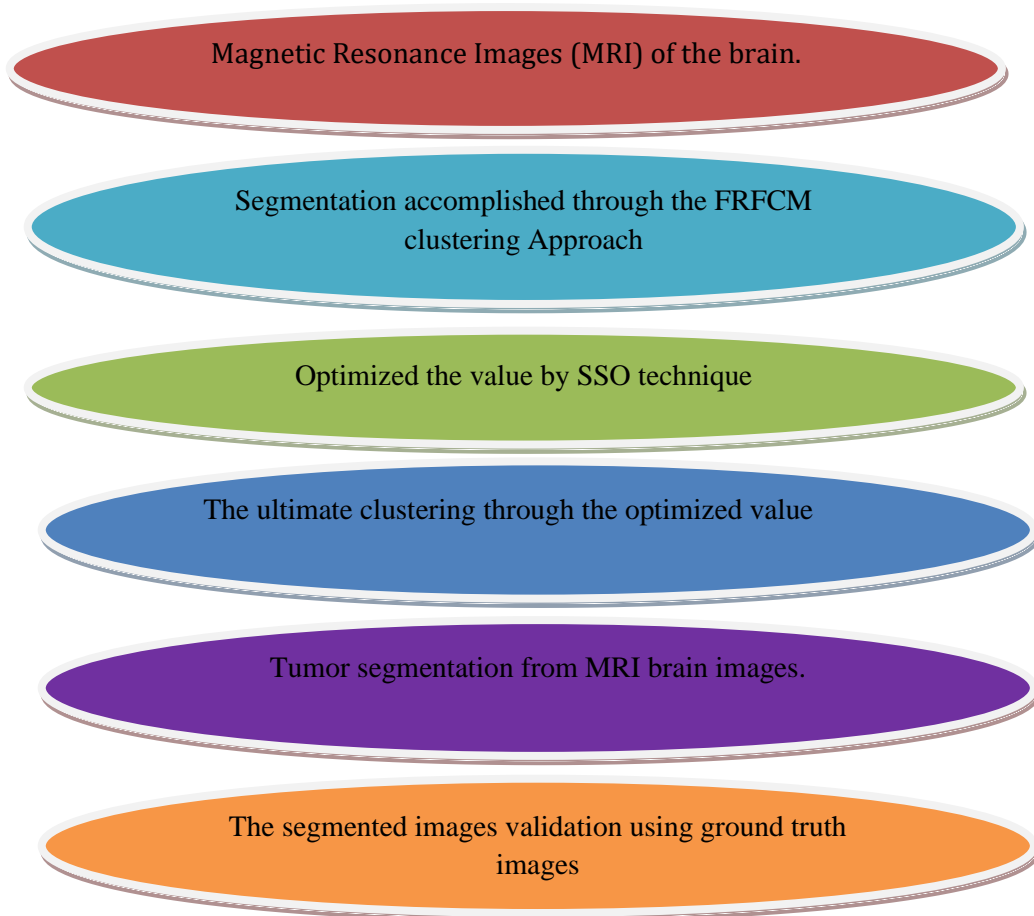 Magnetic Resonance Images (MRI) of the brain.
Segmentation accomplished through the FRFCM
clustering Approach
Optimized the value by SSO technique
The ultimate clustering through the optimized value
Tumor segmentation from MRI brain images.
The segmented images validation using ground truth
images